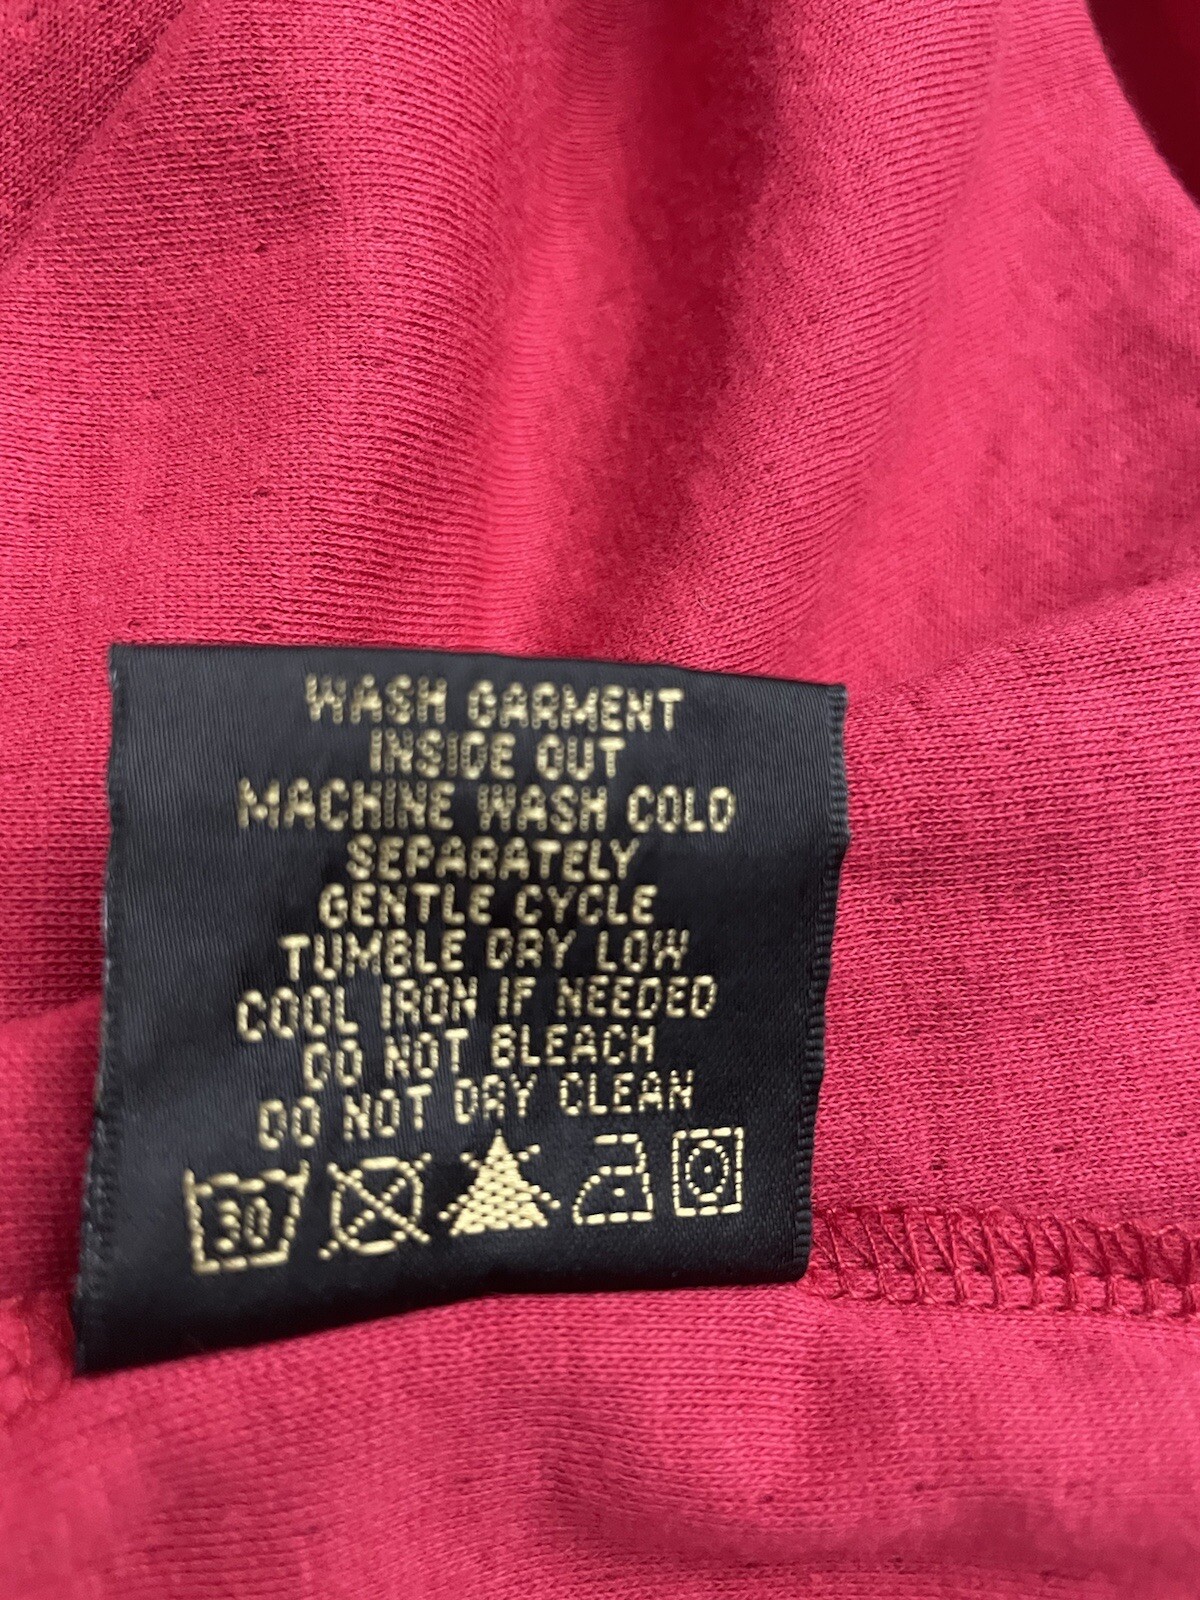 WASH GARMENT
INSIDE OUT
MACHINE WASH COLD
SEPARATELY
GENTLE CYCLE
TUMBLE DRY LOW
COOL IRON IF NEEDED
DO NOT BLEACH
DO NOT DRY CLEAN
30